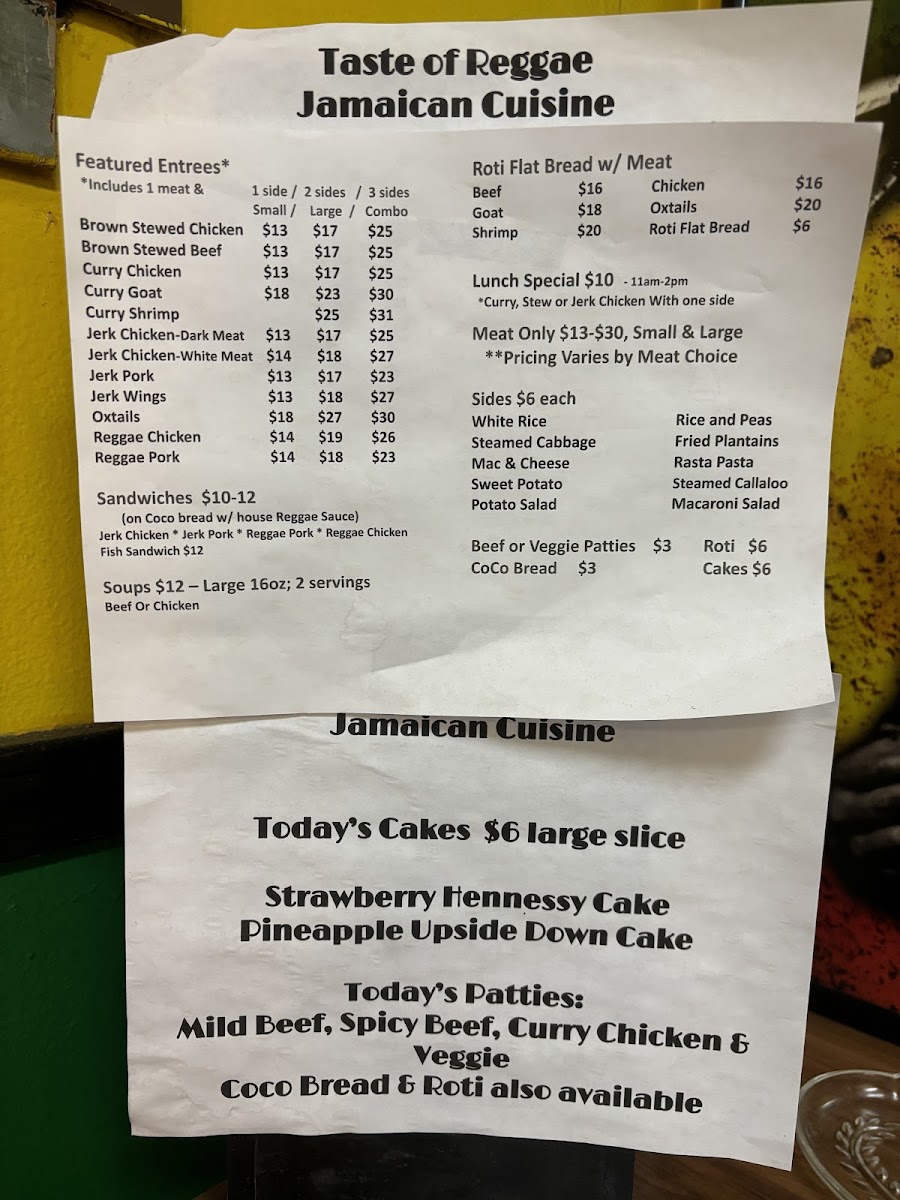 Taste of Reggae
Jamaican Cuisine
Featured Entrees*
*Includes 1 meat & 1 side / 2 sides / 3 sides
Small / Large / Combo
Brown Stewed Chicken $13 $17 $25
Brown Stewed Beef $13 $17 $25
Curry Chicken $13 $17 $25
Curry Goat $18 $23 $30
Curry Shrimp $25 $31
Jerk Chicken-Dark Meat $13 $17 $25
Jerk Chicken-White Meat $14 $18 $27
Jerk Pork $13 $17 $23
Jerk Wings $13 $18 $27
Oxtails $18 $27 $30
Reggae Chicken $14 $19 $26
Reggae Pork $14 $18 $23
Sandwiches $10-12
(on Coco bread w/ house Reggae Sauce)
Jerk Chicken * Jerk Pork * Reggae Pork * Reggae Chicken
Fish Sandwich $12
Soups $12 – Large 16oz; 2 servings
Beef Or Chicken
Roti Flat Bread w/ Meat
Beef $16 Chicken $16
Goat $18 Oxtails $20
Shrimp $20 Roti Flat Bread $6
Lunch Special $10 - 11am-2pm
*Curry, Stew or Jerk Chicken With one side
Meat Only $13-$30, Small & Large
**Pricing Varies by Meat Choice
Sides $6 each
White Rice Rice and Peas
Steamed Cabbage Fried Plantains
Mac & Cheese Rasta Pasta
Sweet Potato Steamed Callaloo
Potato Salad Macaroni Salad
Beef or Veggie Patties $3 Roti $6
CoCo Bread $3 Cakes $6
Jamaican Cuisine
Today's Cakes $6 large slice
Strawberry Hennessy Cake
Pineapple Upside Down Cake
Today's Patties:
Mild Beef, Spicy Beef, Curry Chicken &
Veggie
Coco Bread & Roti also available